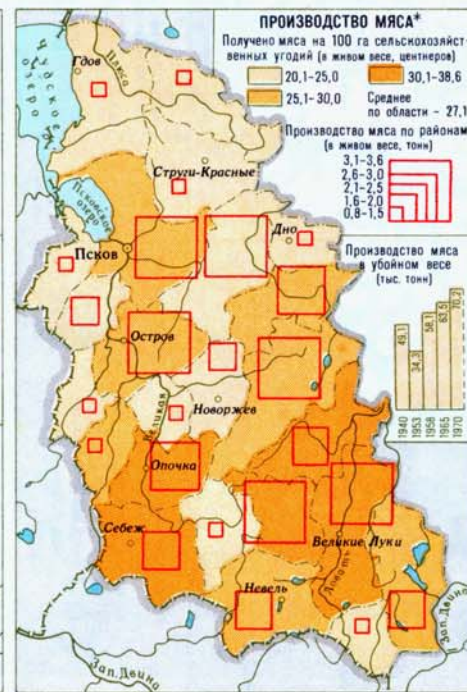 ПРОИЗВОДСТВО МЯСА*
Получено мяса на 100 га сельскохозяйст-
венных угодий (в живом весе, центнеров)
20,1-25,0
30,1-38,6
25,1-30,0
Среднее
по области - 27,1
Производство мяса по районам
(в живом весе, тонн)
3,1-3,6
2,6-3,0
2,1-2,5
1,6-2,0
0,8-1,5
Производство мяса
в убойном весе
(тыс. тонн)
49,1
34,3
58,1
63,5
70,2
1940
1953
1958
1965
1970
Чудское
озеро
Гдов
Плюсса
Струги-Красные
Псковское
озеро
Псков
Дно
Остров
Великая
Новоржев
Опочка
Себеж
Великие Луки
Ловать
Невель
Зап. Двина
Зап. Двина